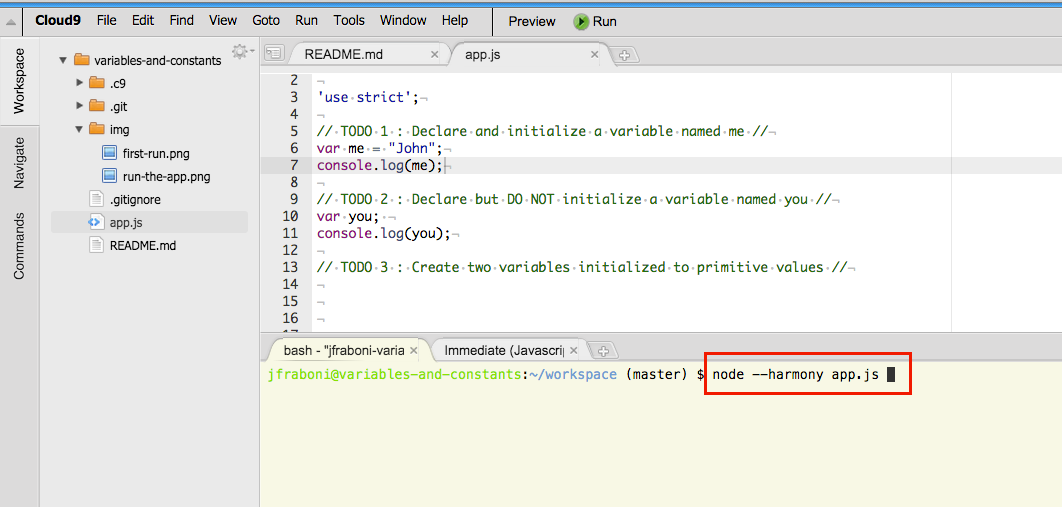 Cloud9 File Edit Find View Goto Run Tools Window Help Preview Run
Workspace
Navigate
Commands
variables-and-constants
.c9
.git
img
first-run.png
run-the-app.png
.gitignore
app.js
README.md
README.md × app.js ×
2 ¬
3 'use·strict';¬
4 ¬
5 //·TODO·1·:·Declare·and·initialize·a·variable·named·me·//¬
6 var·me·=·"John";¬
7 console.log(me);¬
8 ¬
9 //·TODO·2·:·Declare·but·DO·NOT·initialize·a·variable·named·you·//¬
10 var·you;·¬
11 console.log(you);¬
12 ¬
13 //·TODO·3·:·Create·two·variables·initialized·to·primitive·values·//¬
14 ¬
15 ¬
16 ¬
17
bash - "jfraboni-varia × Immediate (Javascrip ×
jfraboni@variables-and-constants:~/workspace (master) $ node --harmony app.js